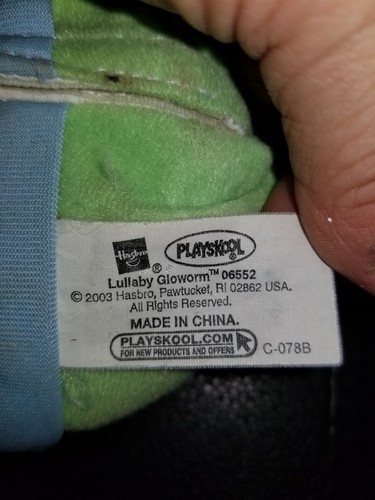 Hasbro ® PLAYSKOOL ®
Lullaby Gloworm™ 06552
© 2003 Hasbro, Pawtucket, RI 02862 USA.
All Rights Reserved.
MADE IN CHINA.
PLAYSKOOL.COM
FOR NEW PRODUCTS AND OFFERS
C-078B